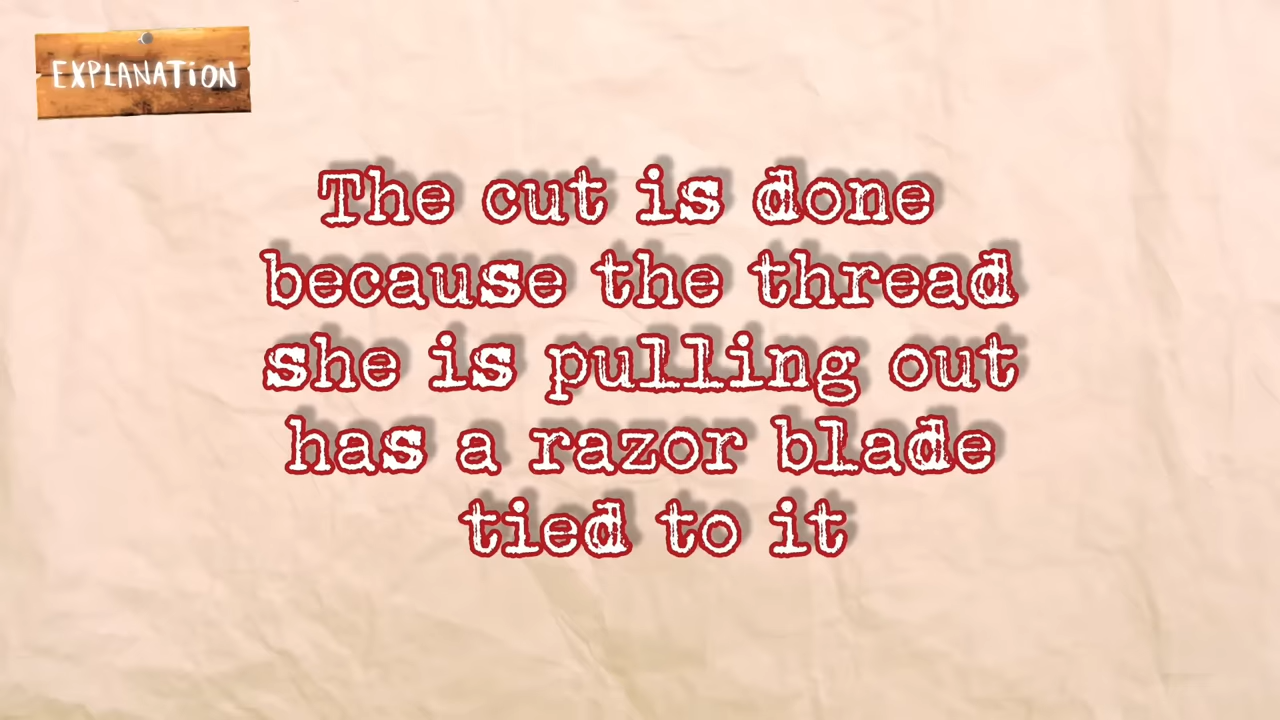 EXPLANATION
The cut is done
because the thread
she is pulling out
has a razor blade
tied to it